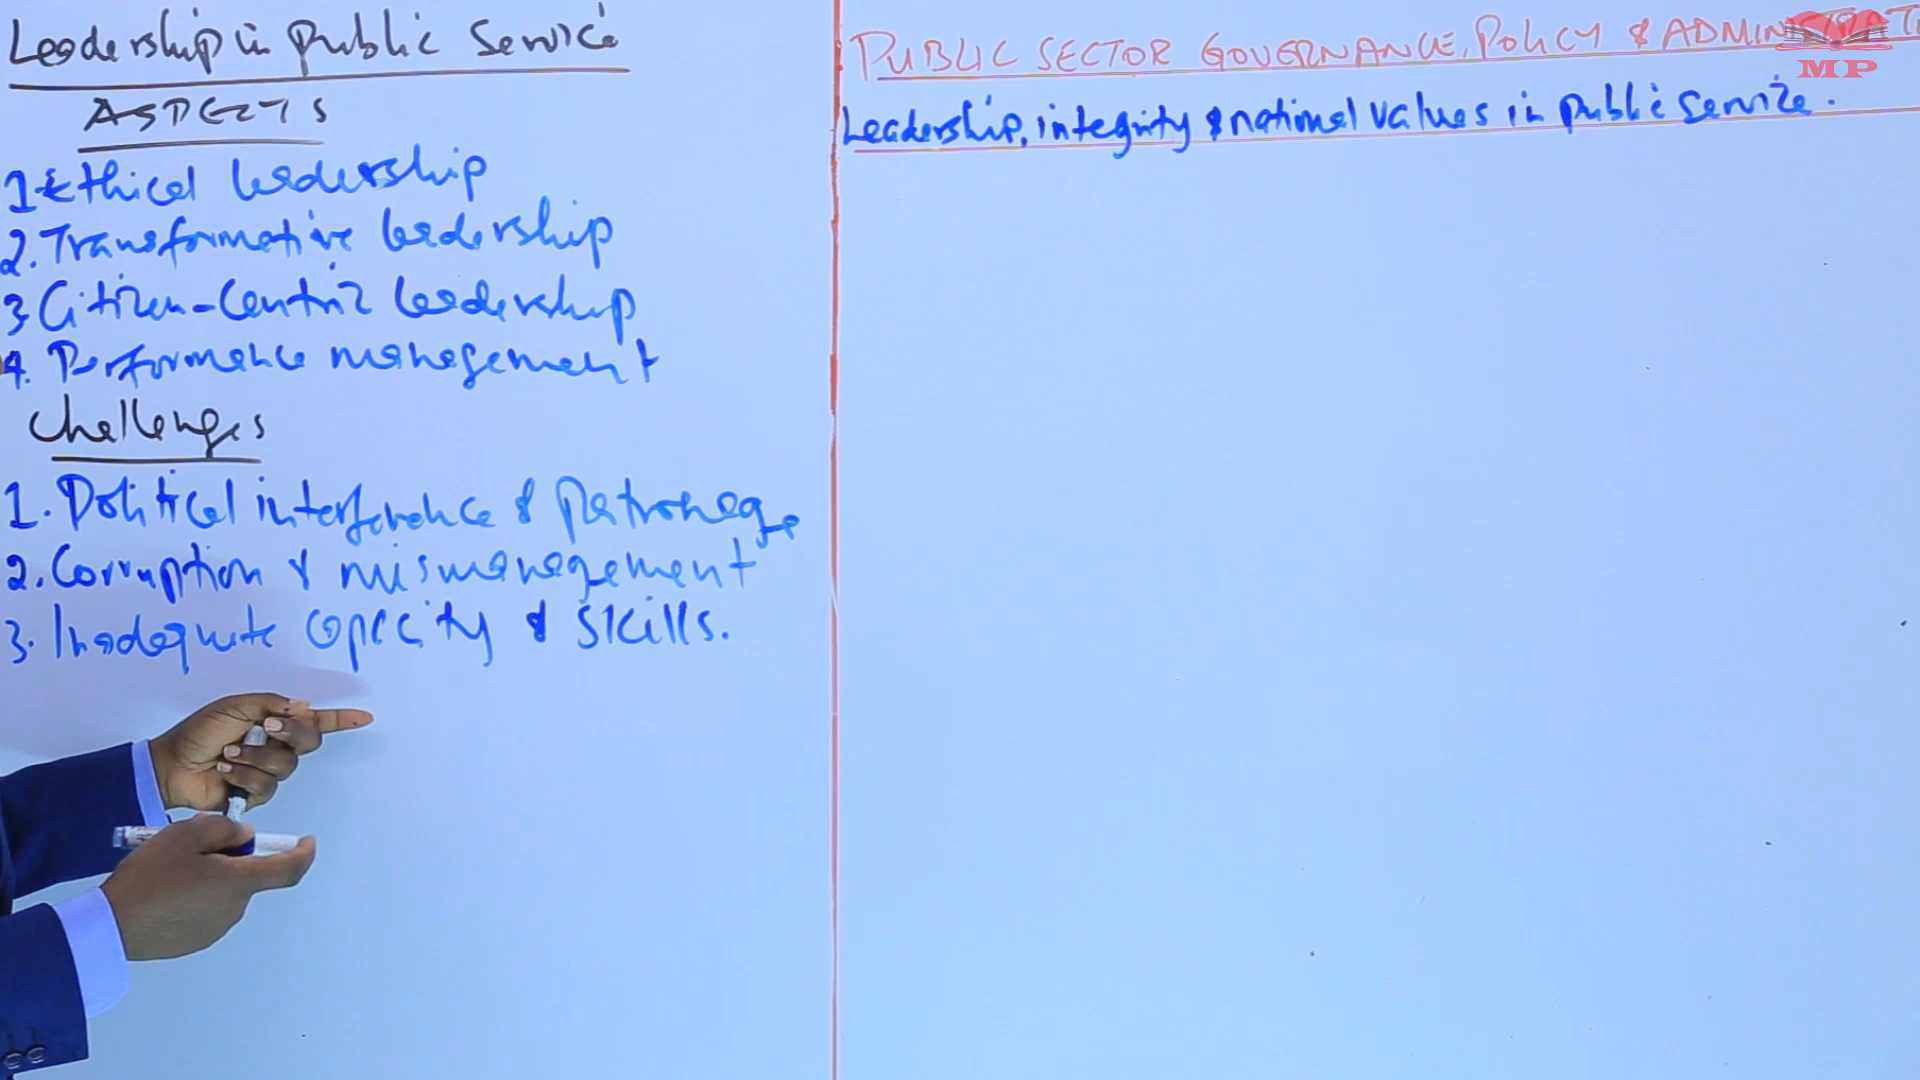 Leadership in public Service
ASPECTS
1. Ethical leadership
2. Transformative leadership
3. Citizen-Centric leadership
4. Performance management
Challenges
1. Political interference & patronage
2. Corruption & mismanagement
3. Inadequate capacity & skills.
PUBLIC SECTOR GOVERNANCE, POLICY & ADMINISTRAT
Leadership, integrity & national values in public service.
MP